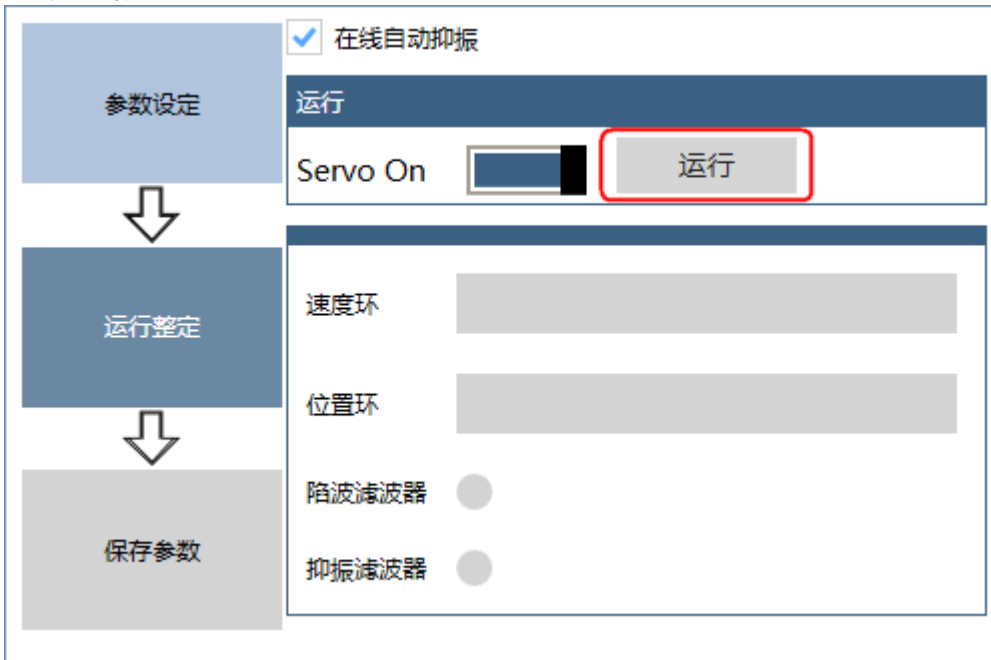 在线自动抑振
参数设定
运行
Servo On
运行
运行整定
速度环
位置环
陷波滤波器
抑振滤波器
保存参数